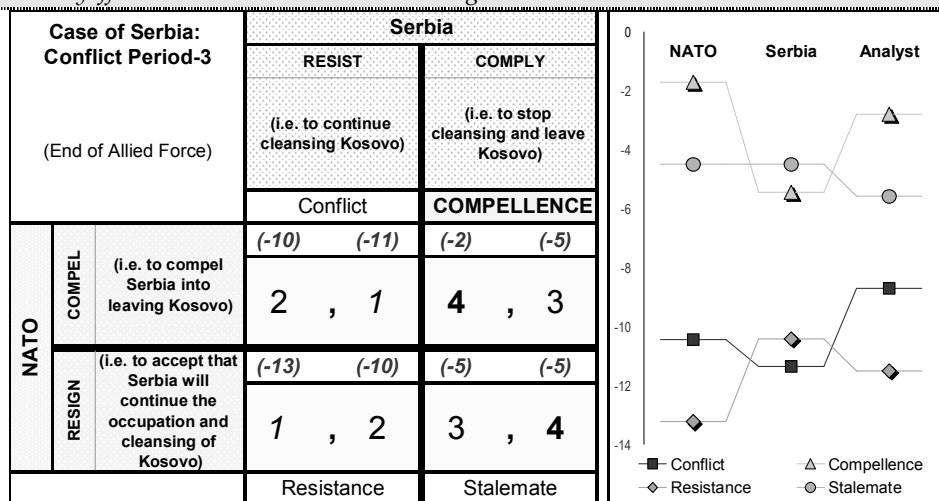 Case of Serbia:
Conflict Period-3
(End of Allied Force)
Serbia
RESIST
COMPLY
(i.e. to continue
cleansing Kosovo)
(i.e. to stop
cleansing and leave
Kosovo)
Conflict
COMPELLENCE
NATO
COMPEL
(i.e. to compel
Serbia into
leaving Kosovo)
(-10) (-11) (-2) (-5)
2 , 1 4 , 3
RESIGN
(i.e. to accept that
Serbia will
continue the
occupation and
cleansing of
Kosovo)
(-13) (-10) (-5) (-5)
1 , 2 3 , 4
Resistance
Stalemate
NATO Serbia Analyst
0
-2
-4
-6
-8
-10
-12
-14
Conflict Compellence
Resistance Stalemate